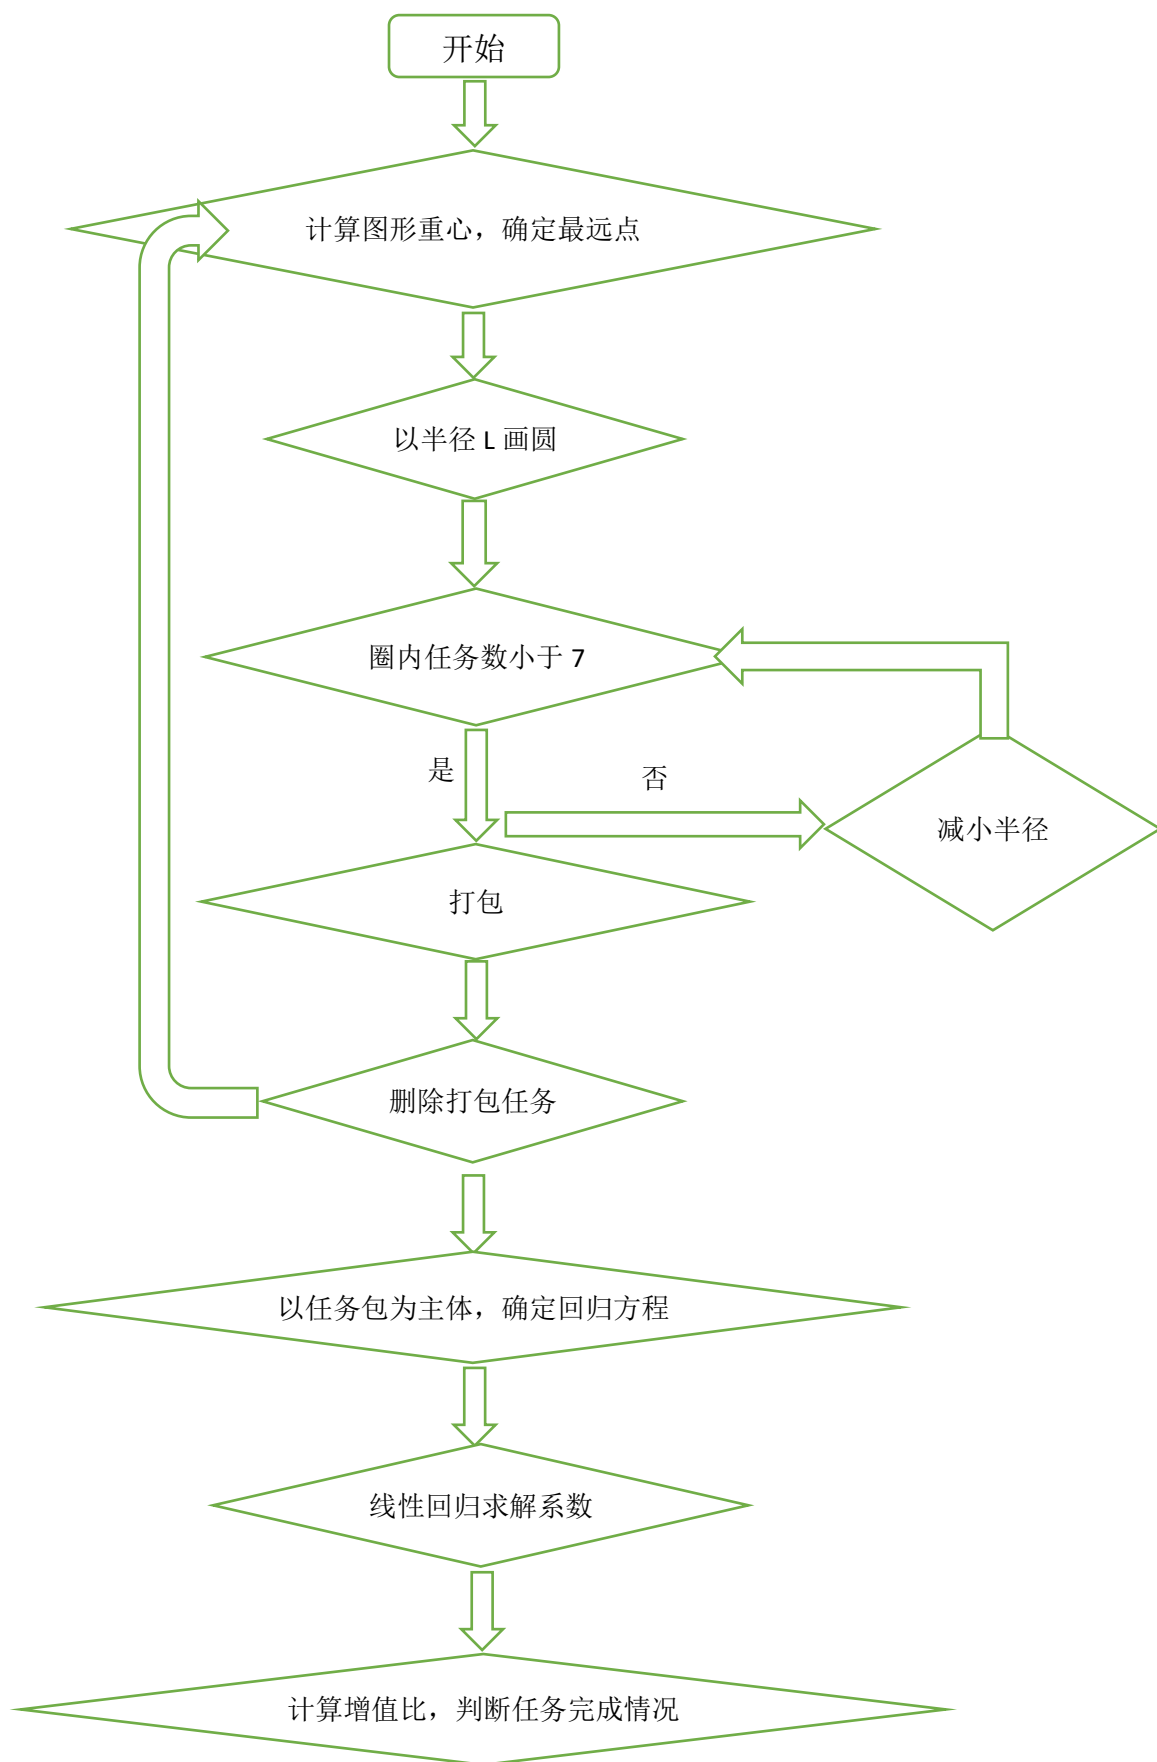 开始
计算图形重心，确定最远点
以半径 L 画圆
圈内任务数小于 7
是
否
减小半径
打包
删除打包任务
以任务包为主体，确定回归方程
线性回归求解系数
计算增值比，判断任务完成情况